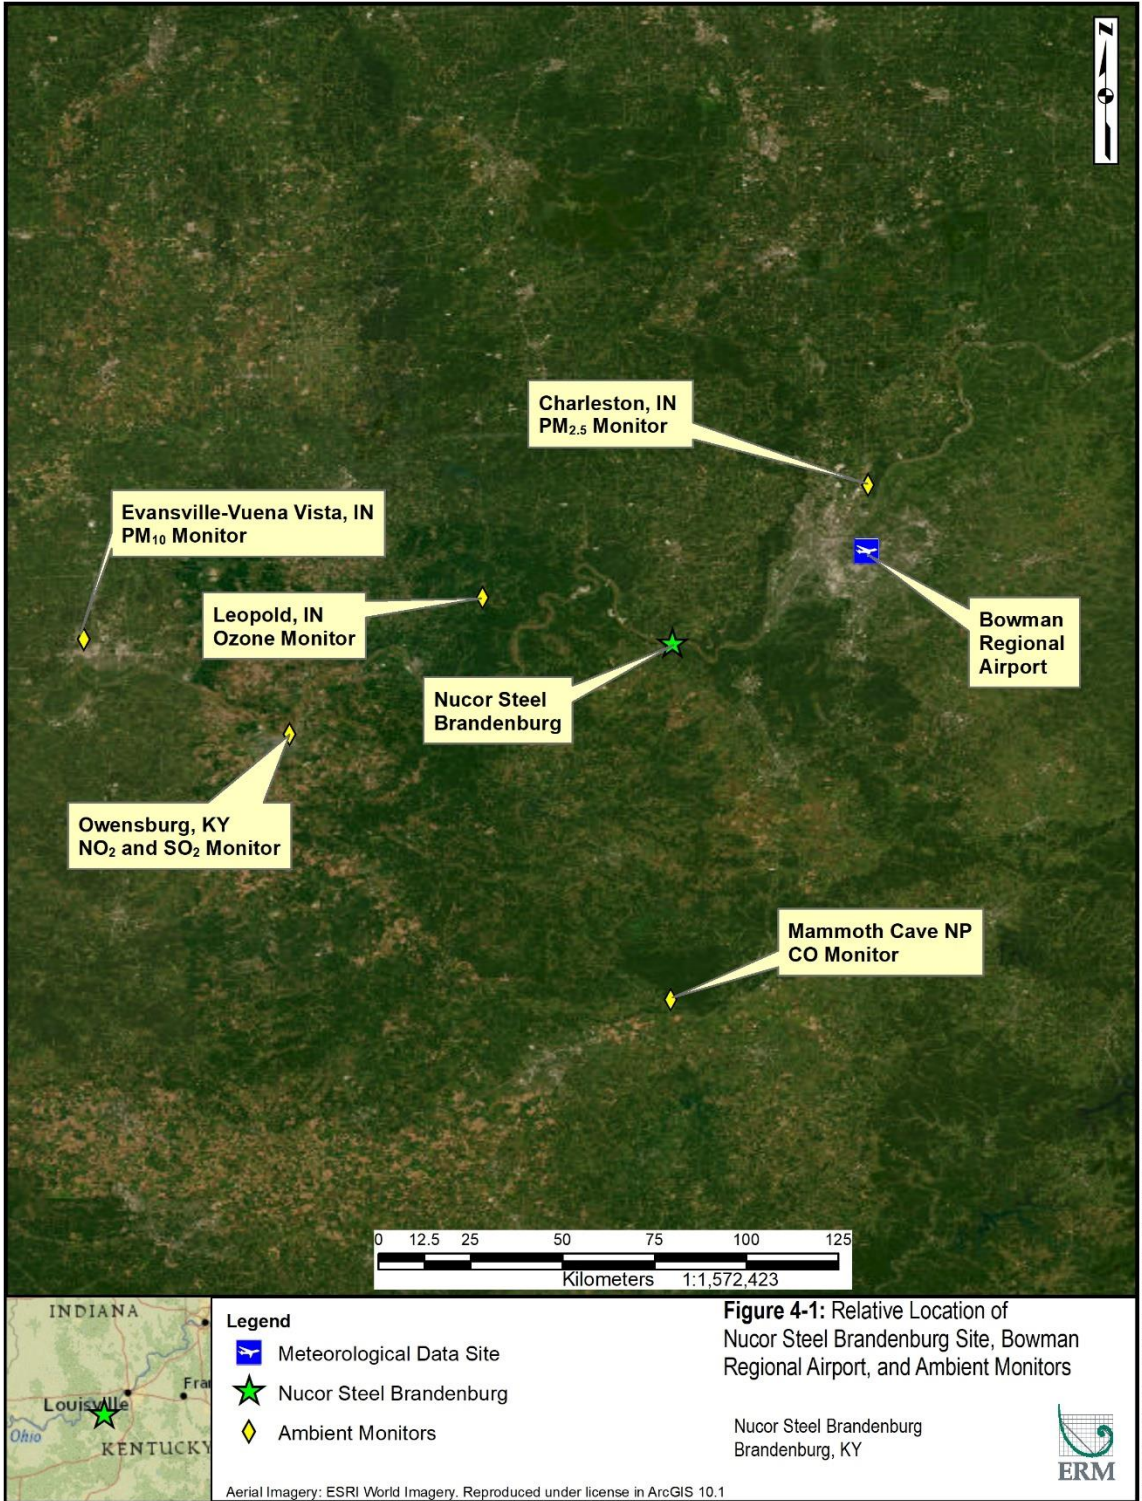 N
Charleston, IN
PM2.5 Monitor
Evansville-Vuena Vista, IN
PM10 Monitor
Leopold, IN
Ozone Monitor
Bowman
Regional
Airport
Nucor Steel
Brandenburg
Owensburg, KY
NO2 and SO2 Monitor
Mammoth Cave NP
CO Monitor
0 12.5 25 50 75 100 125
Kilometers 1:1,572,423
INDIANA
Fra
Louisville
Ohio
KENTUCKY
Legend
Meteorological Data Site
Nucor Steel Brandenburg
Ambient Monitors
Aerial Imagery: ESRI World Imagery. Reproduced under license in ArcGIS 10.1
Figure 4-1: Relative Location of
Nucor Steel Brandenburg Site, Bowman
Regional Airport, and Ambient Monitors
Nucor Steel Brandenburg
Brandenburg, KY
ERM